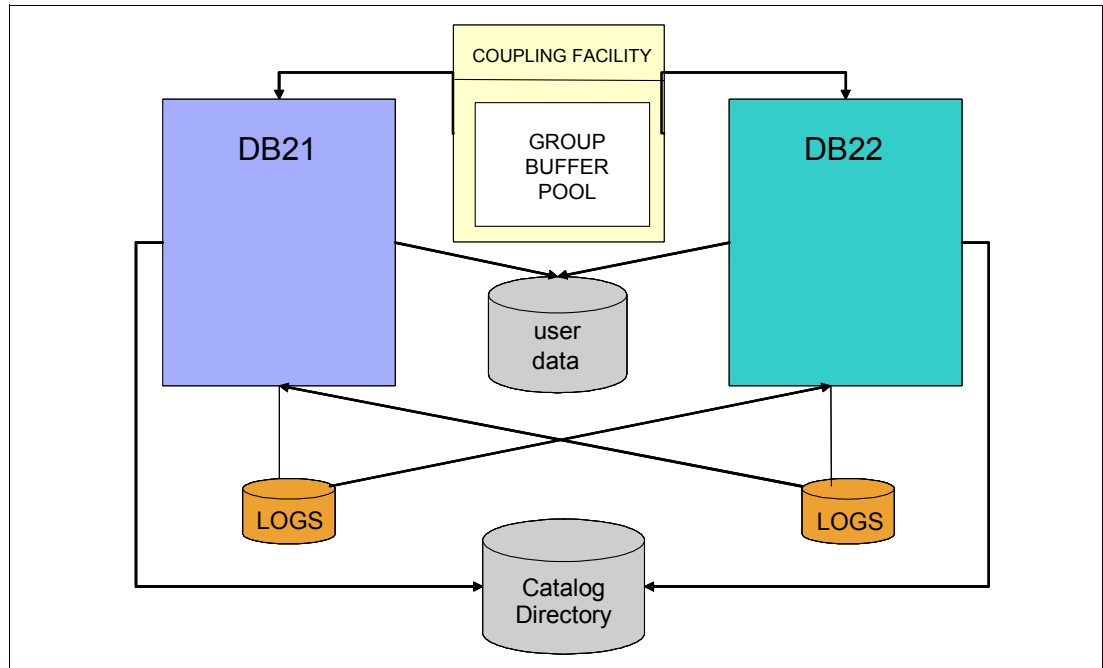 COUPLING FACILITY
DB21
GROUP
BUFFER
POOL
DB22
user
data
LOGS
LOGS
Catalog
Directory